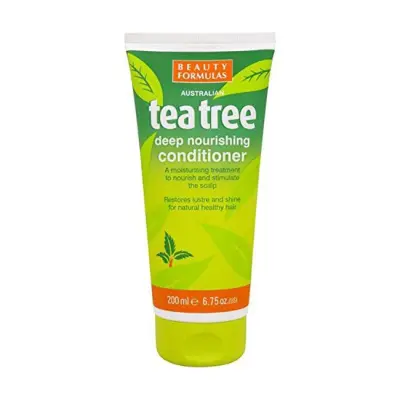 BEAUTY
FORMULAS
AUSTRALIAN
tea tree
deep nourishing
conditioner
A moisturising treatment
to nourish and stimulate
the scalp
Restores lustre and shine
for natural healthy hair
200 ml e 6.75 oz. (US)